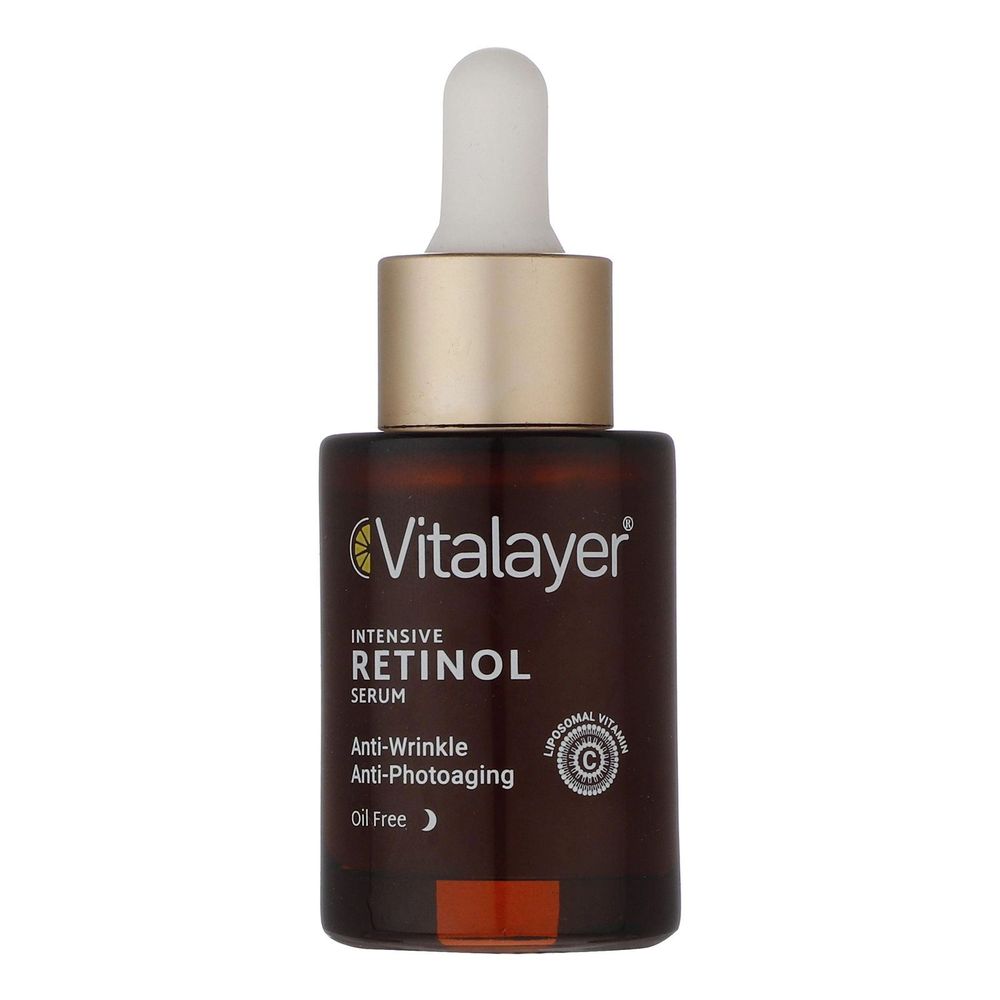 Vitalayer®
INTENSIVE
RETINOL
SERUM
Anti-Wrinkle
Anti-Photoaging
Oil Free
LIPOSOMAL VITAMIN
C